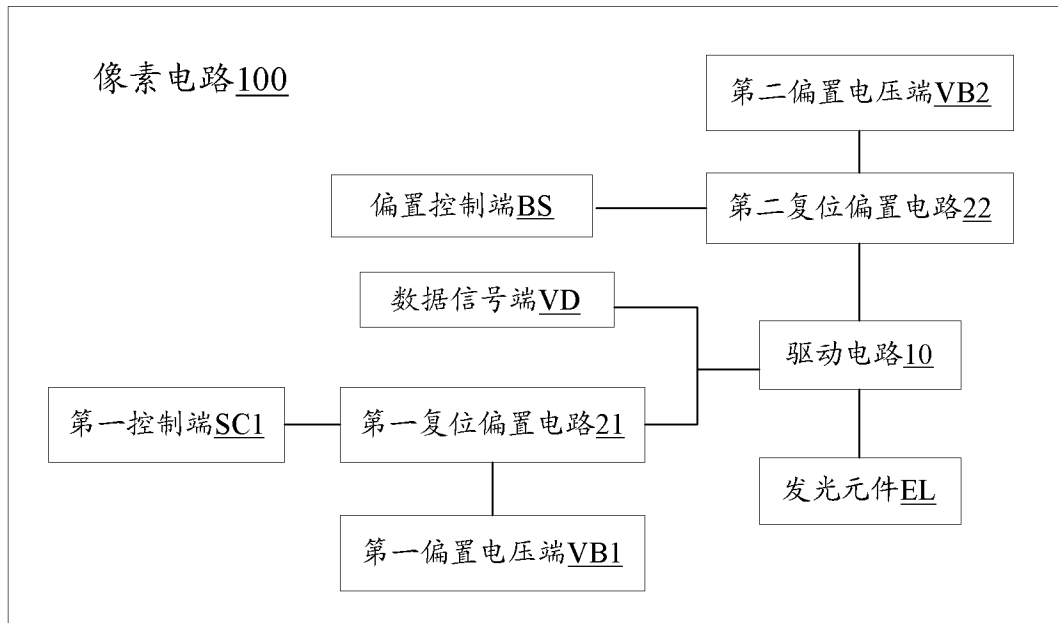 像素电路100
第二偏置电压端VB2
偏置控制端BS
第二复位偏置电路22
数据信号端VD
驱动电路10
第一控制端SC1
第一复位偏置电路21
发光元件EL
第一偏置电压端VB1